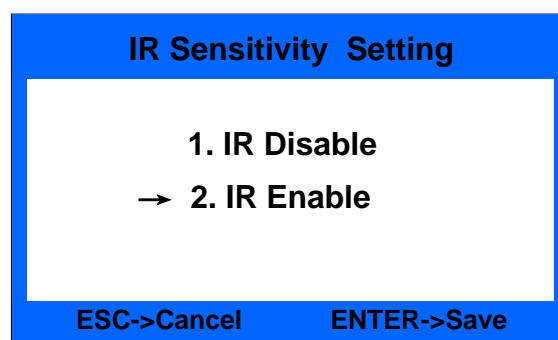 IR Sensitivity Setting
1. IR Disable
→ 2. IR Enable
ESC->Cancel ENTER->Save